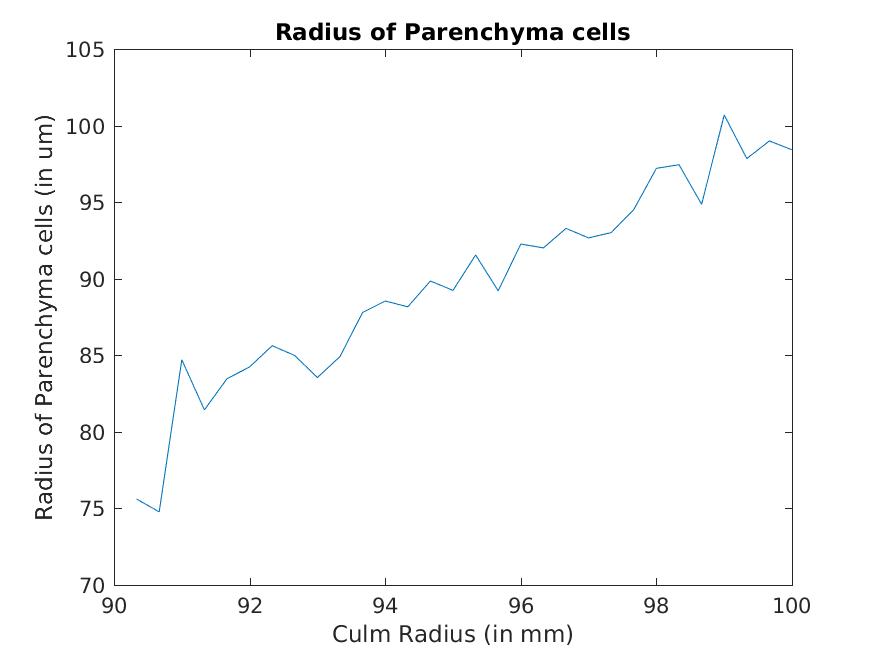 Radius of Parenchyma cells
105
100
95
90
85
80
75
70
Radius of Parenchyma cells (in um)
90 92 94 96 98 100
Culm Radius (in mm)